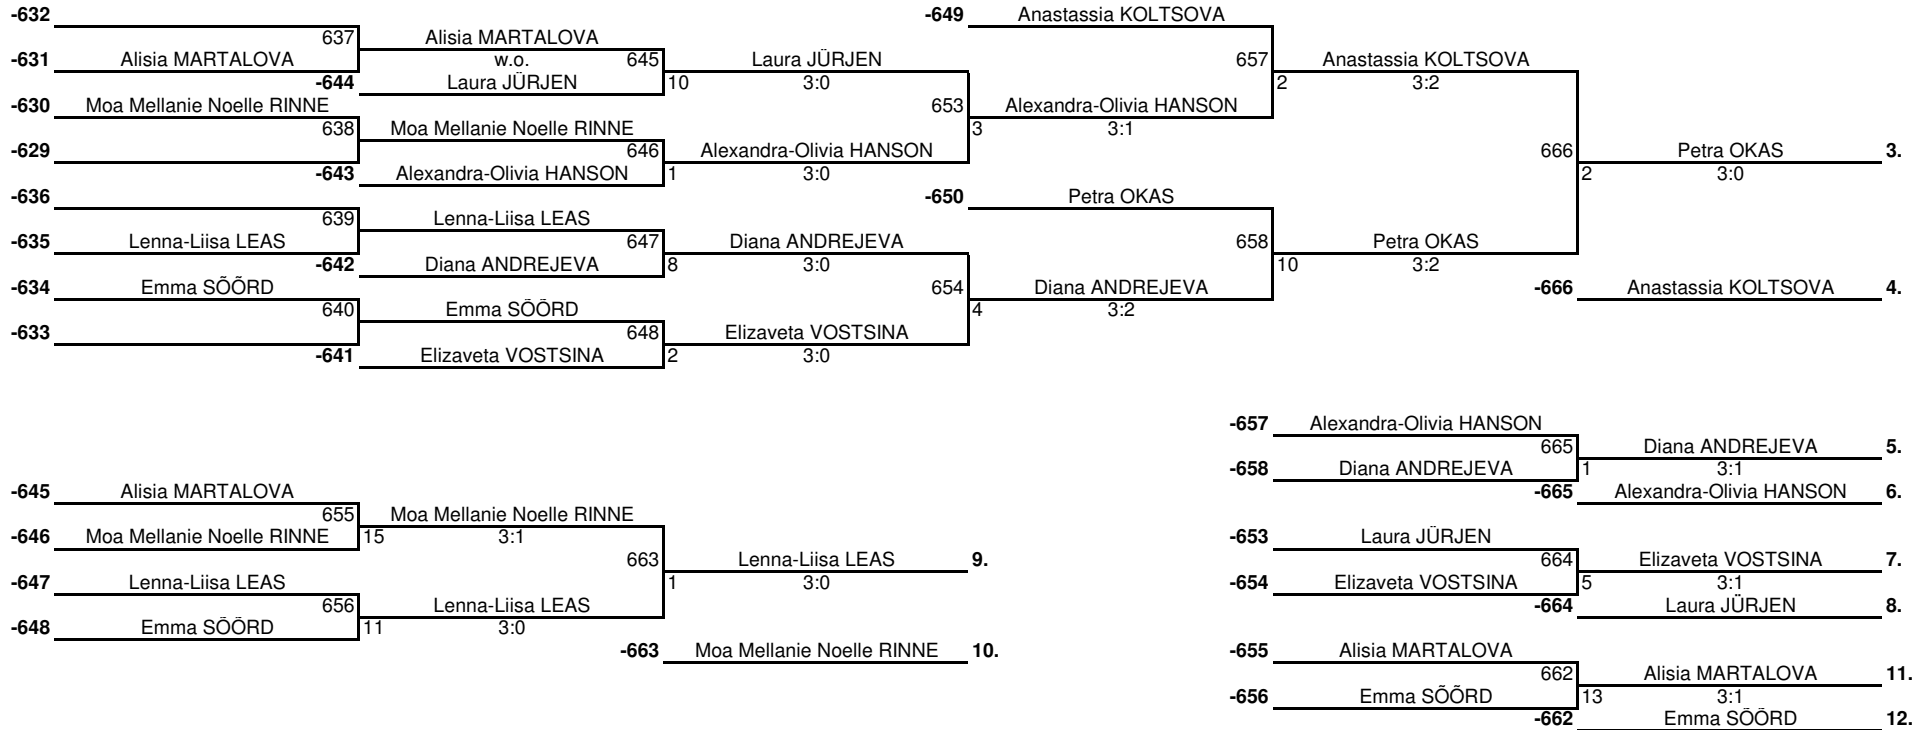 -632 -649 Anastassia KOLTSOVA
637 Alisia MARTALOVA
-631 Alisia MARTALOVA w.o. 645 Laura JÜRJEN 657 Anastassia KOLTSOVA
-644 Laura JÜRJEN 10 3:0 2 3:2
-630 Moa Mellanie Noelle RINNE 653 Alexandra-Olivia HANSON
638 Moa Mellanie Noelle RINNE 3 3:1
-629 646 Alexandra-Olivia HANSON 666 Petra OKAS 3.
-643 Alexandra-Olivia HANSON 1 3:0 2 3:0
-636 -650 Petra OKAS
639 Lenna-Liisa LEAS
-635 Lenna-Liisa LEAS 647 Diana ANDREJEVA 658 Petra OKAS
-642 Diana ANDREJEVA 8 3:0 10 3:2
-634 Emma SÕÕRD 654 Diana ANDREJEVA -666 Anastassia KOLTSOVA 4.
640 Emma SÕÕRD 4 3:2
-633 648 Elizaveta VOSTSINA
-641 Elizaveta VOSTSINA 2 3:0
-657 Alexandra-Olivia HANSON
665 Diana ANDREJEVA 5.
-658 Diana ANDREJEVA 1 3:1
-645 Alisia MARTALOVA -665 Alexandra-Olivia HANSON 6.
655 Moa Mellanie Noelle RINNE
-646 Moa Mellanie Noelle RINNE 15 3:1 -653 Laura JÜRJEN
663 Lenna-Liisa LEAS 9. 664 Elizaveta VOSTSINA 7.
-647 Lenna-Liisa LEAS 1 3:0 -654 Elizaveta VOSTSINA 5 3:1
656 Lenna-Liisa LEAS -664 Laura JÜRJEN 8.
-648 Emma SÕÕRD 11 3:0
-663 Moa Mellanie Noelle RINNE 10. -655 Alisia MARTALOVA
662 Alisia MARTALOVA 11.
-656 Emma SÕÕRD 13 3:1
-662 Emma SÕÕRD 12.